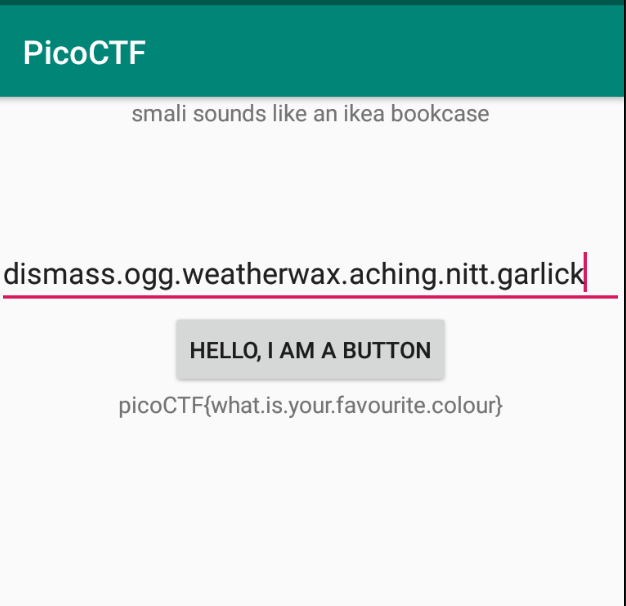 PicoCTF
smali sounds like an ikea bookcase
dismass.ogg.weatherwax.aching.nitt.garlick
HELLO, I AM A BUTTON
picoCTF{what.is.your.favourite.colour}